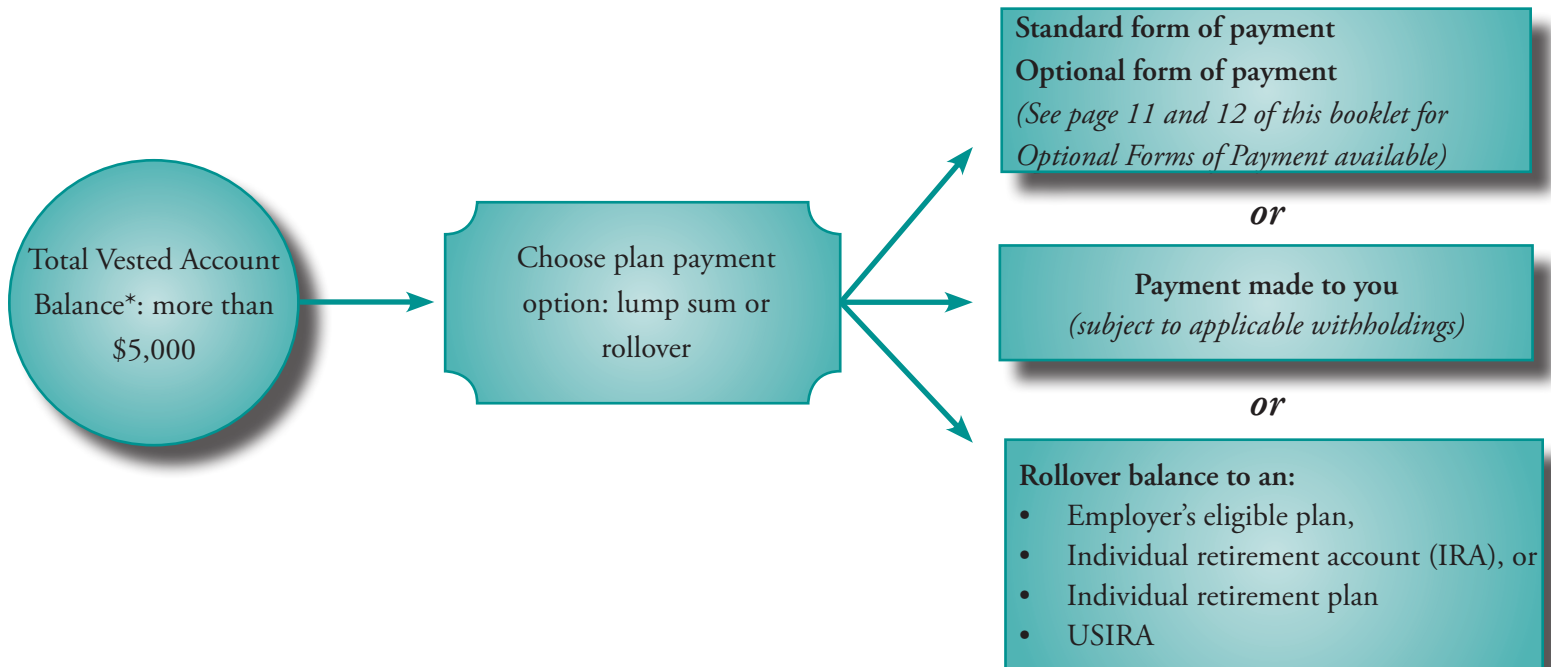 Total Vested Account
Balance*: more than
$5,000
Choose plan payment
option: lump sum or
rollover
Standard form of payment
Optional form of payment
(See page 11 and 12 of this booklet for
Optional Forms of Payment available)
or
Payment made to you
(subject to applicable withholdings)
or
Rollover balance to an:
• Employer’s eligible plan,
• Individual retirement account (IRA), or
• Individual retirement plan
• USIRA